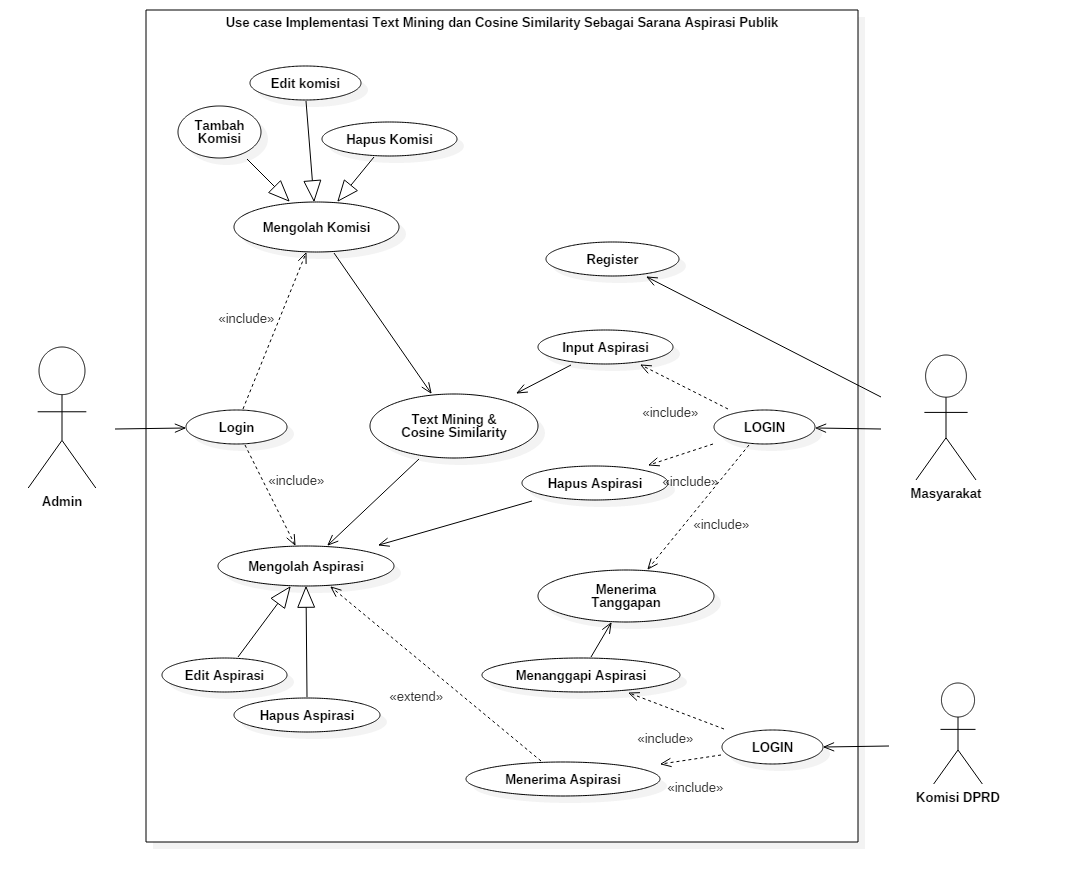 Use case Implementasi Text Mining dan Cosine Similarity Sebagai Sarana Aspirasi Publik
Edit komisi
Tambah
Komisi
Hapus Komisi
Mengolah Komisi
Register
«include»
Input Aspirasi
Text Mining &
Cosine Similarity
«include»
Login
LOGIN
Admin
Masyarakat
«include»
Hapus Aspirasi
«include»
«include»
Mengolah Aspirasi
Menerima
Tanggapan
Edit Aspirasi
Menanggapi Aspirasi
«extend»
Hapus Aspirasi
«include»
LOGIN
Menerima Aspirasi
«include»
Komisi DPRD